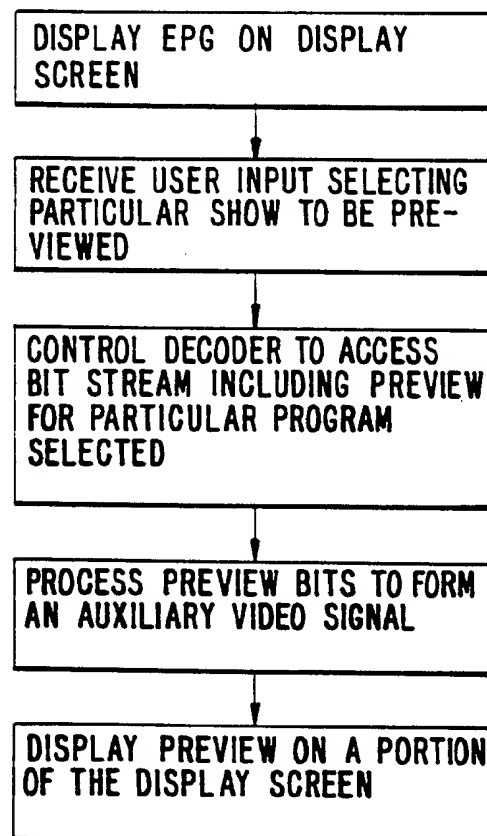 DISPLAY EPG ON DISPLAY
SCREEN
RECEIVE USER INPUT SELECTING
PARTICULAR SHOW TO BE PRE-
VIEWED
CONTROL DECODER TO ACCESS
BIT STREAM INCLUDING PREVIEW
FOR PARTICULAR PROGRAM
SELECTED
PROCESS PREVIEW BITS TO FORM
AN AUXILIARY VIDEO SIGNAL
DISPLAY PREVIEW ON A PORTION
OF THE DISPLAY SCREEN